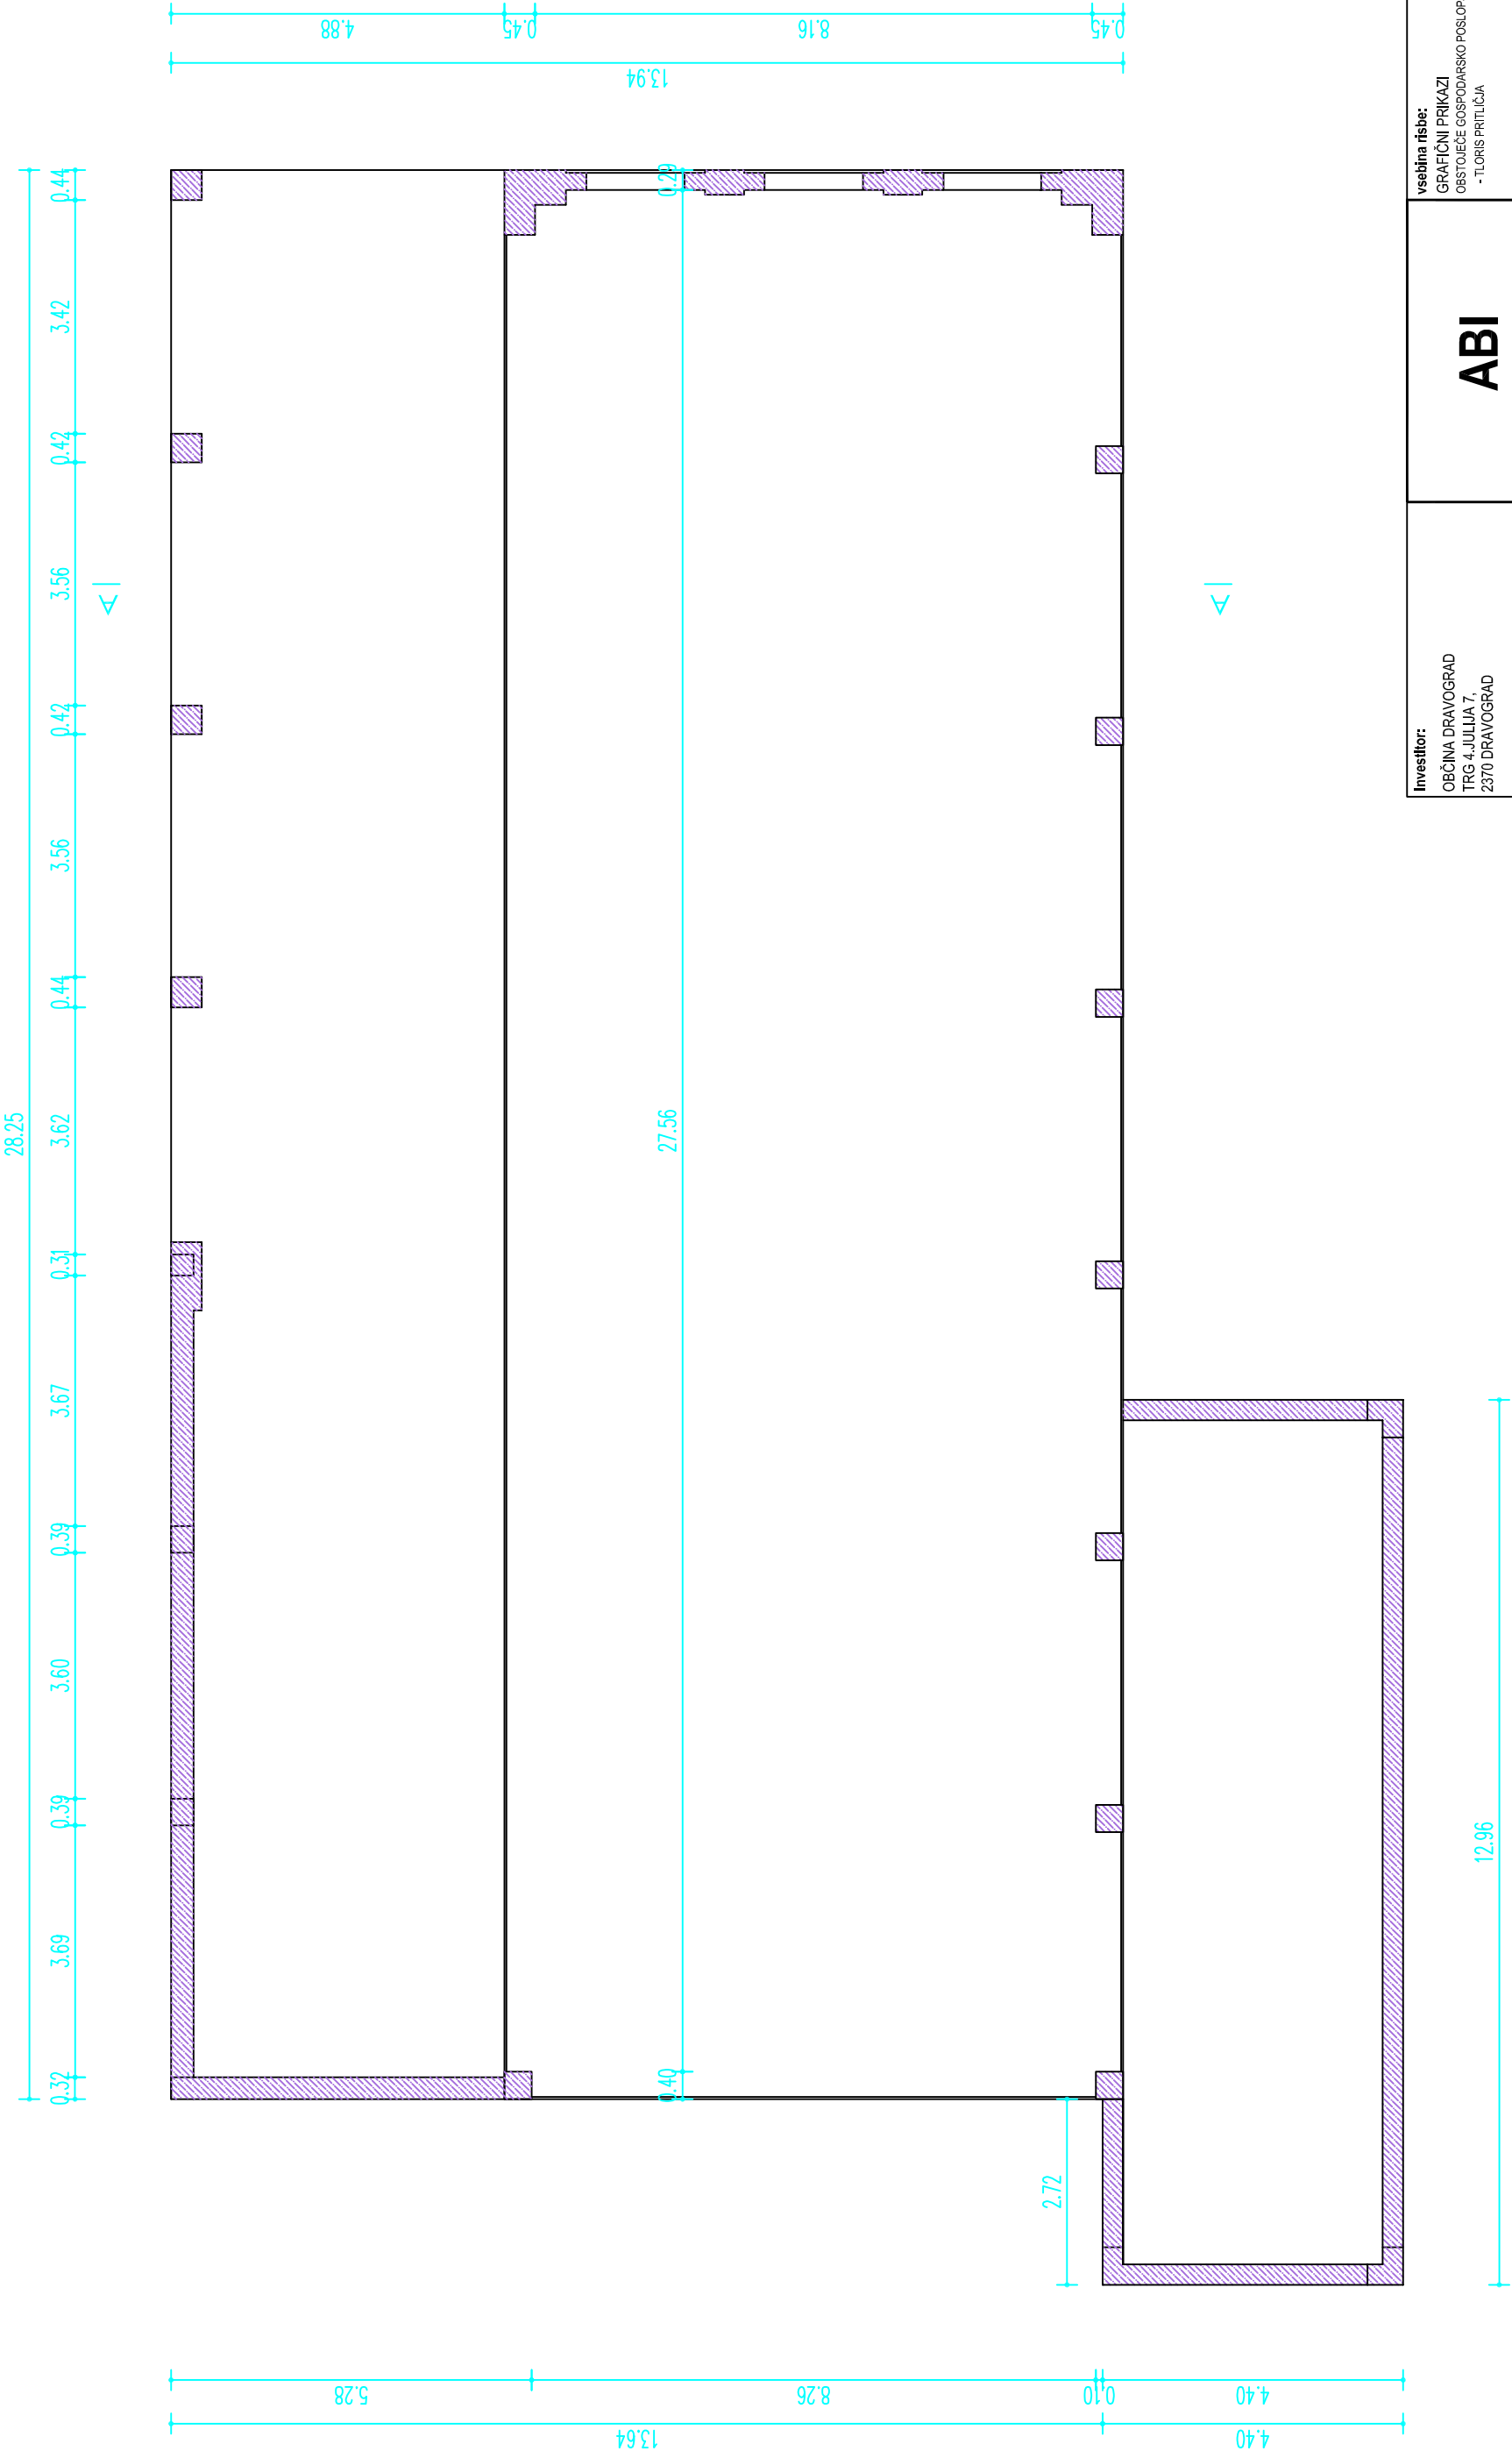 28.25
0.44
3.42
0.42
3.56
0.42
3.56
0.44
3.62
0.31
3.67
0.39
3.60
0.39
3.69
0.32
4.88
0.45
8.16
0.45
13.94
0.29
27.56
0.40
A
A
2.72
12.96
5.28
8.26
0.10
4.40
13.64
4.40
Investitor:
OBČINA DRAVOGRAD
TRG 4.JULIJA 7,
2370 DRAVOGRAD
ABI
vsebina risbe:
GRAFIČNI PRIKAZI
OBSTOJEČE GOSPODARSKO POSLOP
- TLORIS PRITLIČJA